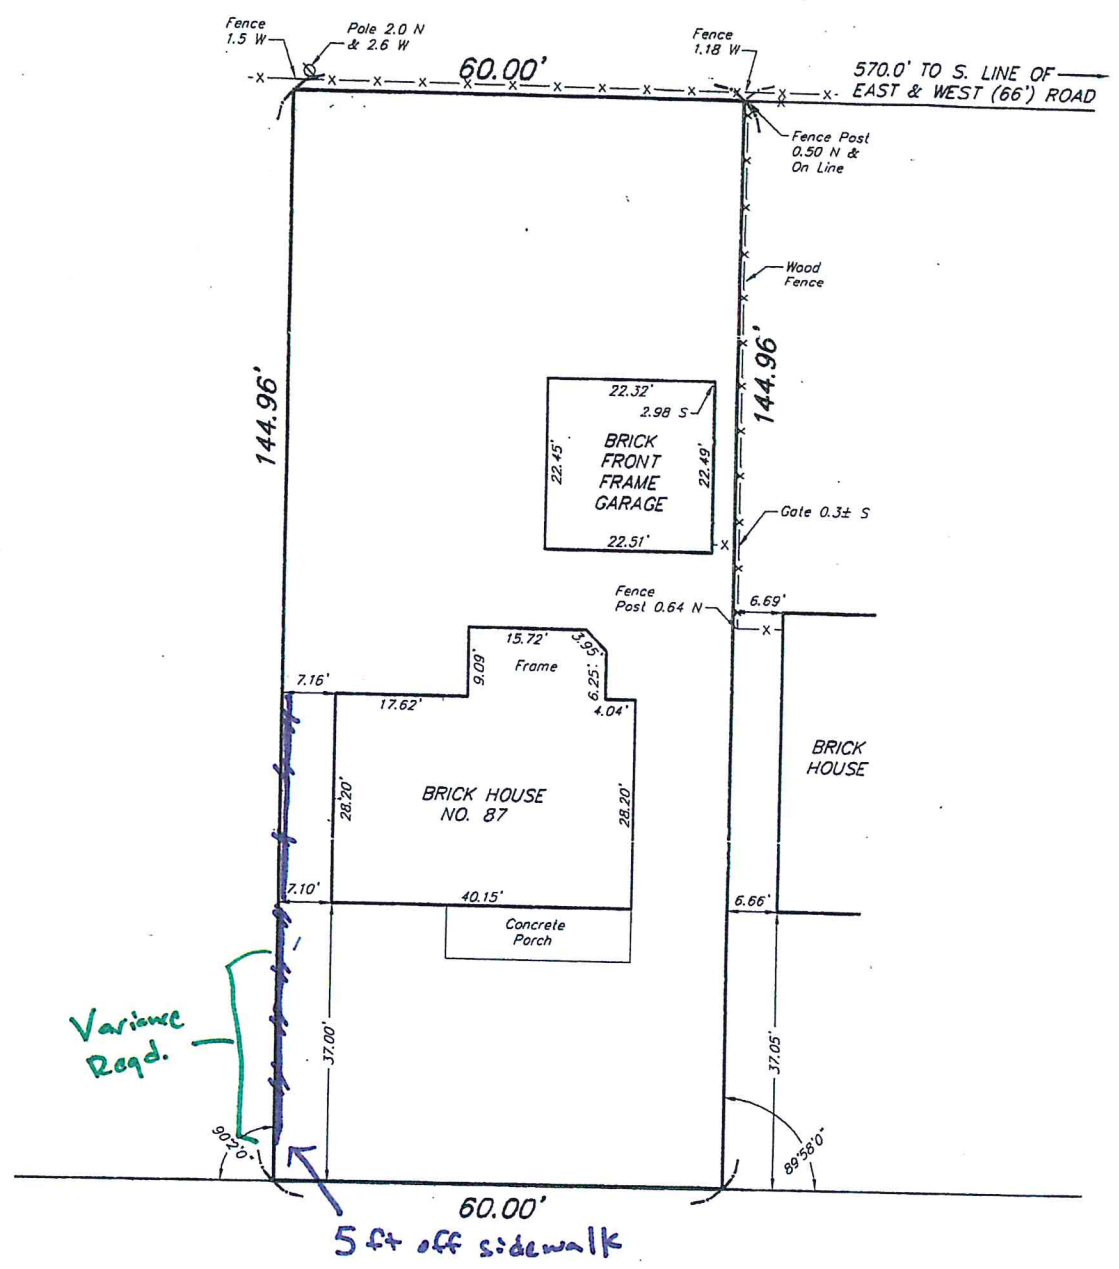 Fence
1.5 W
Pole 2.0 N
& 2.6 W
60.00'
Fence
1.18 W
570.0' TO S. LINE OF
EAST & WEST (66') ROAD
Fence Post
0.50 N &
On Line
Wood
Fence
144.96'
144.96'
22.32'
2.98 S
22.45'
BRICK
FRONT
FRAME
GARAGE
22.49'
22.51'
Gate 0.3± S
Fence
Post 0.64 N
6.69'
15.72'
3.95'
9.09'
Frame
6.25'
7.16'
17.62'
4.04'
28.20'
BRICK HOUSE
NO. 87
28.20'
BRICK
HOUSE
7.10'
40.15'
6.66'
Concrete
Porch
Variance
Reqd.
37.00'
37.05'
90°2'0"
89°58'0"
60.00'
5 ft off sidewalk